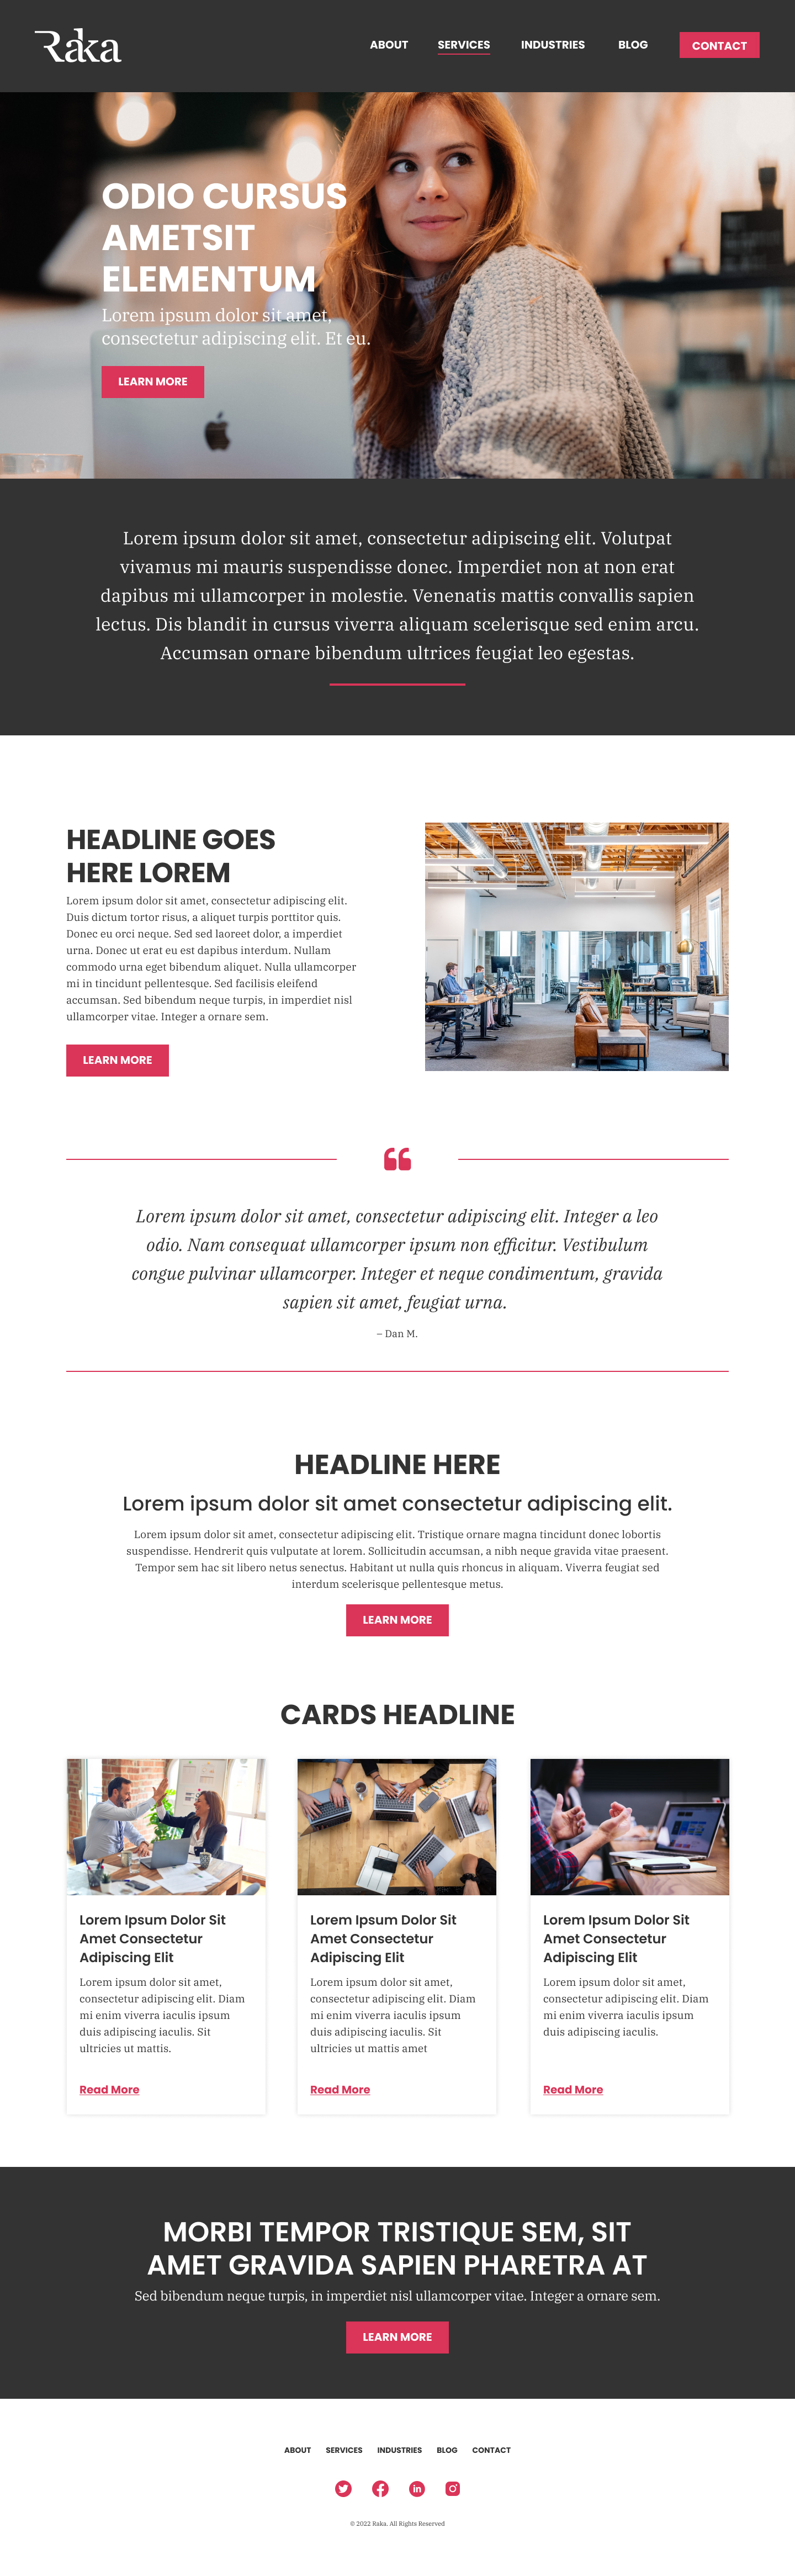 Raka
ABOUT SERVICES INDUSTRIES BLOG CONTACT
ODIO CURSUS
AMETSIT
ELEMENTUM
Lorem ipsum dolor sit amet,
consectetur adipiscing elit. Et eu.
LEARN MORE
Lorem ipsum dolor sit amet, consectetur adipiscing elit. Volutpat
vivamus mi mauris suspendisse donec. Imperdiet non at non erat
dapibus mi ullamcorper in molestie. Venenatis mattis convallis sapien
lectus. Dis blandit in cursus viverra aliquam scelerisque sed enim arcu.
Accumsan ornare bibendum ultrices feugiat leo egestas.
HEADLINE GOES
HERE LOREM
Lorem ipsum dolor sit amet, consectetur adipiscing elit.
Duis dictum tortor risus, a aliquet turpis porttitor quis.
Donec eu orci neque. Sed sed laoreet dolor, a imperdiet
urna. Donec ut erat eu est dapibus interdum. Nullam
commodo urna eget bibendum aliquet. Nulla ullamcorper
mi in tincidunt pellentesque. Sed facilisis eleifend
accumsan. Sed bibendum neque turpis, in imperdiet nisl
ullamcorper vitae. Integer a ornare sem.
LEARN MORE
Lorem ipsum dolor sit amet, consectetur adipiscing elit. Integer a leo
odio. Nam consequat ullamcorper ipsum non efficitur. Vestibulum
congue pulvinar ullamcorper. Integer et neque condimentum, gravida
sapien sit amet, feugiat urna.
– Dan M.
HEADLINE HERE
Lorem ipsum dolor sit amet consectetur adipiscing elit.
Lorem ipsum dolor sit amet, consectetur adipiscing elit. Tristique ornare magna tincidunt donec lobortis
suspendisse. Hendrerit quis vulputate at lorem. Sollicitudin accumsan, a nibh neque gravida vitae praesent.
Tempor sem hac sit libero netus senectus. Habitant ut nulla quis rhoncus in aliquam. Viverra feugiat sed
interdum scelerisque pellentesque metus.
LEARN MORE
CARDS HEADLINE
Lorem Ipsum Dolor Sit
Amet Consectetur
Adipiscing Elit
Lorem ipsum dolor sit amet,
consectetur adipiscing elit. Diam
mi enim viverra iaculis ipsum
duis adipiscing iaculis. Sit
ultricies ut mattis.
Read More
Lorem Ipsum Dolor Sit
Amet Consectetur
Adipiscing Elit
Lorem ipsum dolor sit amet,
consectetur adipiscing elit. Diam
mi enim viverra iaculis ipsum
duis adipiscing iaculis. Sit
ultricies ut mattis amet
Read More
Lorem Ipsum Dolor Sit
Amet Consectetur
Adipiscing Elit
Lorem ipsum dolor sit amet,
consectetur adipiscing elit. Diam
mi enim viverra iaculis ipsum
duis adipiscing iaculis.
Read More
MORBI TEMPOR TRISTIQUE SEM, SIT
AMET GRAVIDA SAPIEN PHARETRA AT
Sed bibendum neque turpis, in imperdiet nisl ullamcorper vitae. Integer a ornare sem.
LEARN MORE
ABOUT SERVICES INDUSTRIES BLOG CONTACT
© 2022 Raka. All Rights Reserved